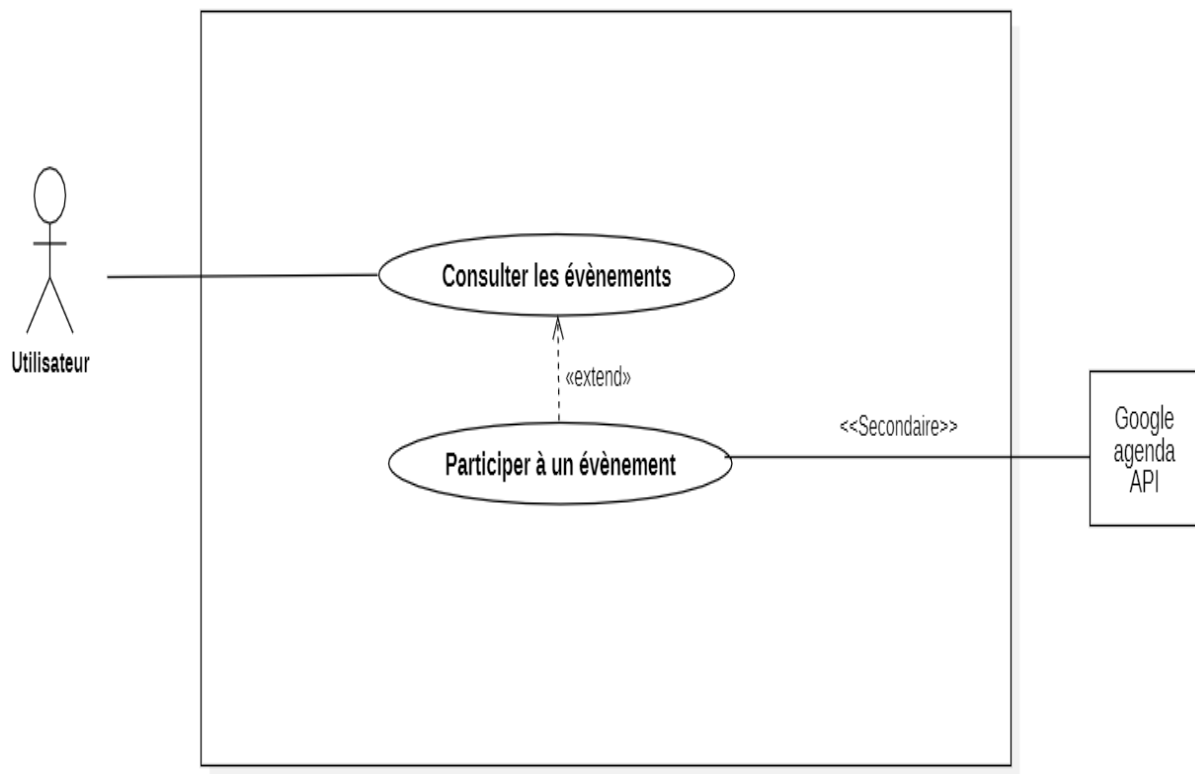 Consulter les évènements
Utilisateur
«extend»
<<Secondaire>>
Google
agenda
API
Participer à un évènement